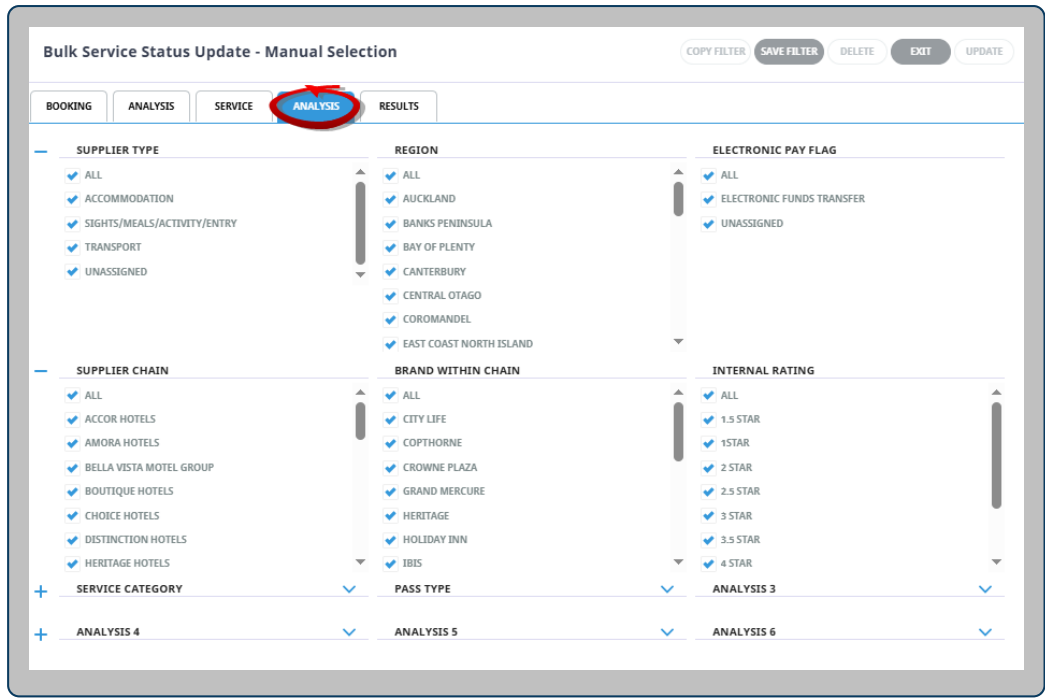 Bulk Service Status Update - Manual Selection
COPY FILTER SAVE FILTER DELETE EXIT UPDATE
BOOKING ANALYSIS SERVICE ANALYSIS RESULTS
SUPPLIER TYPE
ALL
ACCOMMODATION
SIGHTS/MEALS/ACTIVITY/ENTRY
TRANSPORT
UNASSIGNED
REGION
ALL
AUCKLAND
BANKS PENINSULA
BAY OF PLENTY
CANTERBURY
CENTRAL OTAGO
COROMANDEL
EAST COAST NORTH ISLAND
ELECTRONIC PAY FLAG
ALL
ELECTRONIC FUNDS TRANSFER
UNASSIGNED
SUPPLIER CHAIN
ALL
ACCOR HOTELS
AMORA HOTELS
BELLA VISTA MOTEL GROUP
BOUTIQUE HOTELS
CHOICE HOTELS
DISTINCTION HOTELS
HERITAGE HOTELS
BRAND WITHIN CHAIN
ALL
CITY LIFE
COPTHORNE
CROWNE PLAZA
GRAND MERCURE
HERITAGE
HOLIDAY INN
IBIS
INTERNAL RATING
ALL
1.5 STAR
1STAR
2 STAR
2.5 STAR
3 STAR
3.5 STAR
4 STAR
SERVICE CATEGORY
PASS TYPE
ANALYSIS 3
ANALYSIS 4
ANALYSIS 5
ANALYSIS 6